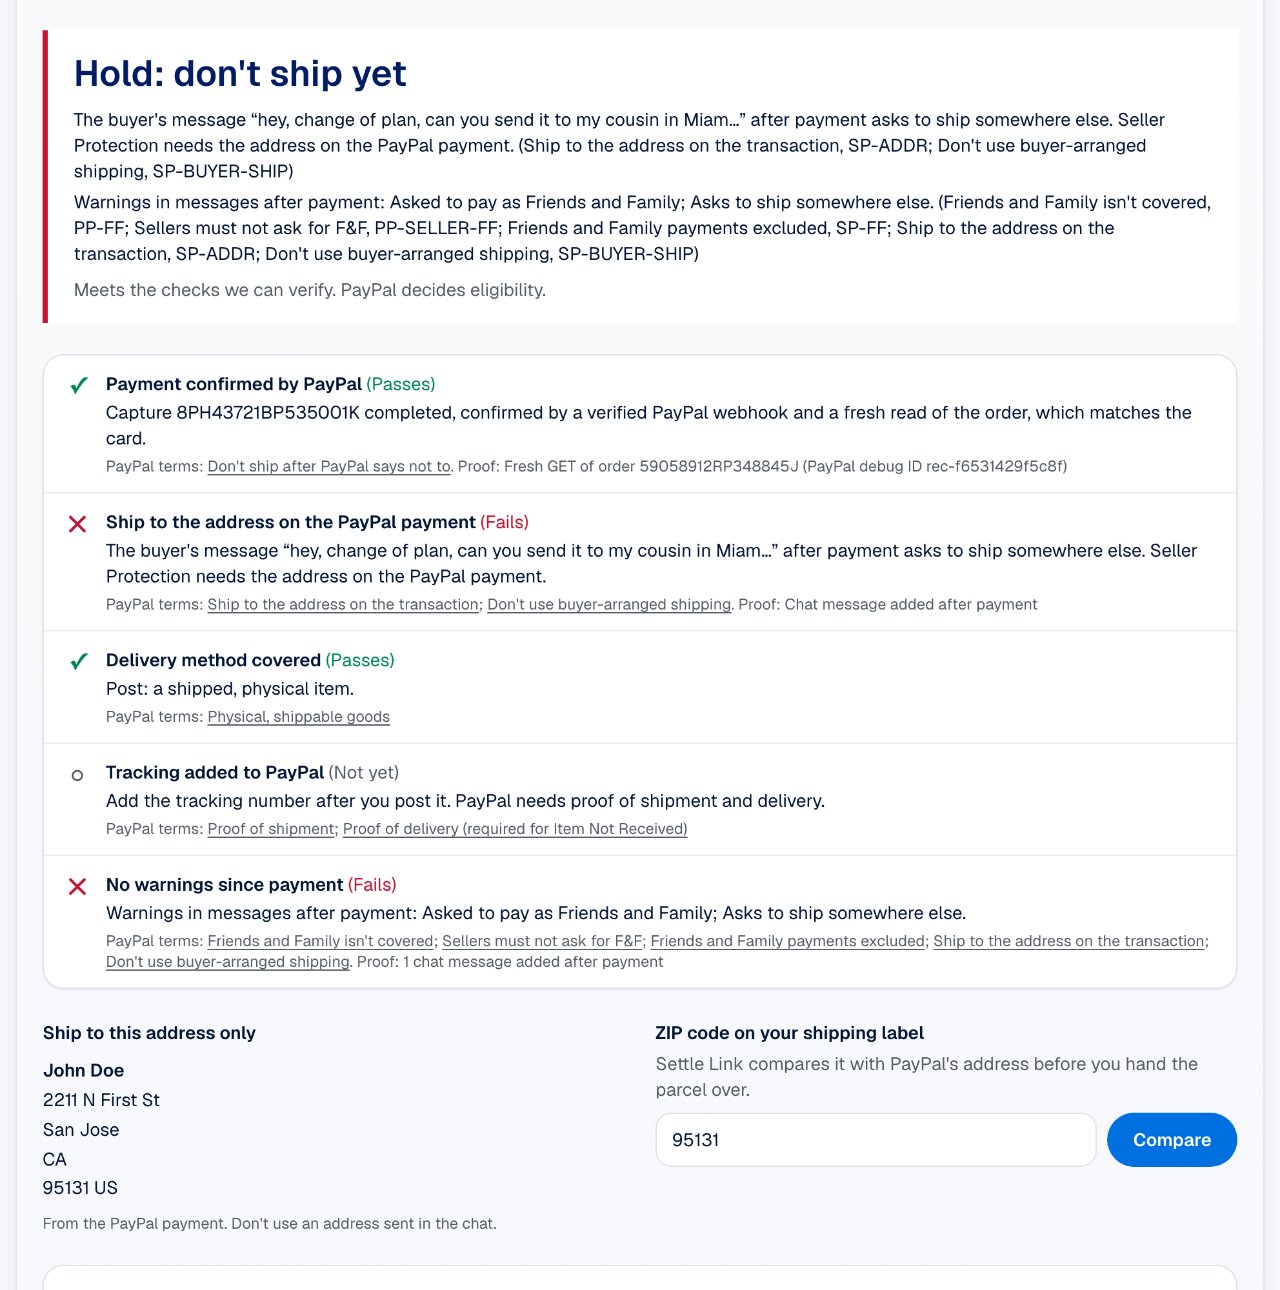 Hold: don't ship yet
The buyer's message “hey, change of plan, can you send it to my cousin in Miam…” after payment asks to ship somewhere else. Seller
Protection needs the address on the PayPal payment. (Ship to the address on the transaction, SP-ADDR; Don't use buyer-arranged
shipping, SP-BUYER-SHIP)
Warnings in messages after payment: Asked to pay as Friends and Family; Asks to ship somewhere else. (Friends and Family isn't covered,
PP-FF; Sellers must not ask for F&F, PP-SELLER-FF; Friends and Family payments excluded, SP-FF; Ship to the address on the
transaction, SP-ADDR; Don't use buyer-arranged shipping, SP-BUYER-SHIP)
Meets the checks we can verify. PayPal decides eligibility.
Payment confirmed by PayPal (Passes)
Capture 8PH43721BP535001K completed, confirmed by a verified PayPal webhook and a fresh read of the order, which matches the
card.
PayPal terms: Don't ship after PayPal says not to. Proof: Fresh GET of order 59058912RP348845J (PayPal debug ID rec-f6531429f5c8f)
Ship to the address on the PayPal payment (Fails)
The buyer's message “hey, change of plan, can you send it to my cousin in Miam…” after payment asks to ship somewhere else. Seller
Protection needs the address on the PayPal payment.
PayPal terms: Ship to the address on the transaction; Don't use buyer-arranged shipping. Proof: Chat message added after payment
Delivery method covered (Passes)
Post: a shipped, physical item.
PayPal terms: Physical, shippable goods
Tracking added to PayPal (Not yet)
Add the tracking number after you post it. PayPal needs proof of shipment and delivery.
PayPal terms: Proof of shipment; Proof of delivery (required for Item Not Received)
No warnings since payment (Fails)
Warnings in messages after payment: Asked to pay as Friends and Family; Asks to ship somewhere else.
PayPal terms: Friends and Family isn't covered; Sellers must not ask for F&F; Friends and Family payments excluded; Ship to the address on the transaction;
Don't use buyer-arranged shipping. Proof: 1 chat message added after payment
Ship to this address only
John Doe
2211 N First St
San Jose
CA
95131 US
From the PayPal payment. Don't use an address sent in the chat.
ZIP code on your shipping label
Settle Link compares it with PayPal's address before you hand the
parcel over.
95131
Compare